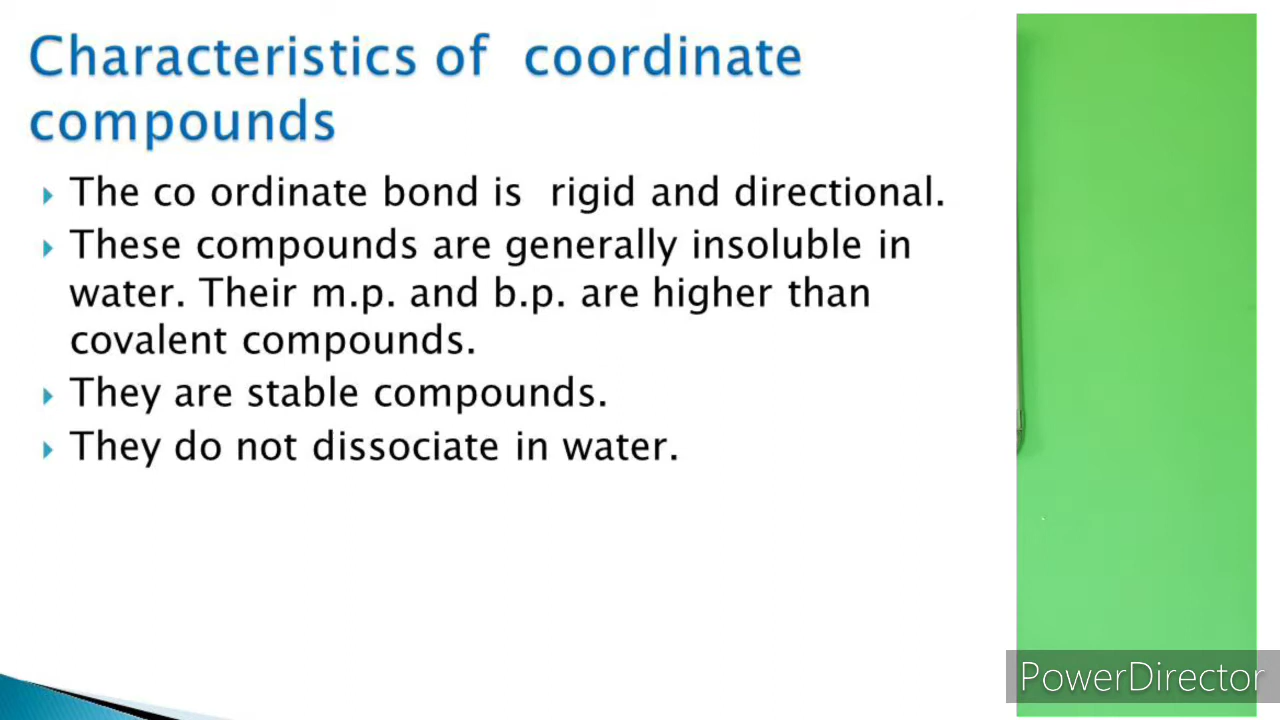 Characteristics of coordinate
compounds
The co ordinate bond is rigid and directional.
These compounds are generally insoluble in
water. Their m.p. and b.p. are higher than
covalent compounds.
They are stable compounds.
They do not dissociate in water.
PowerDirector